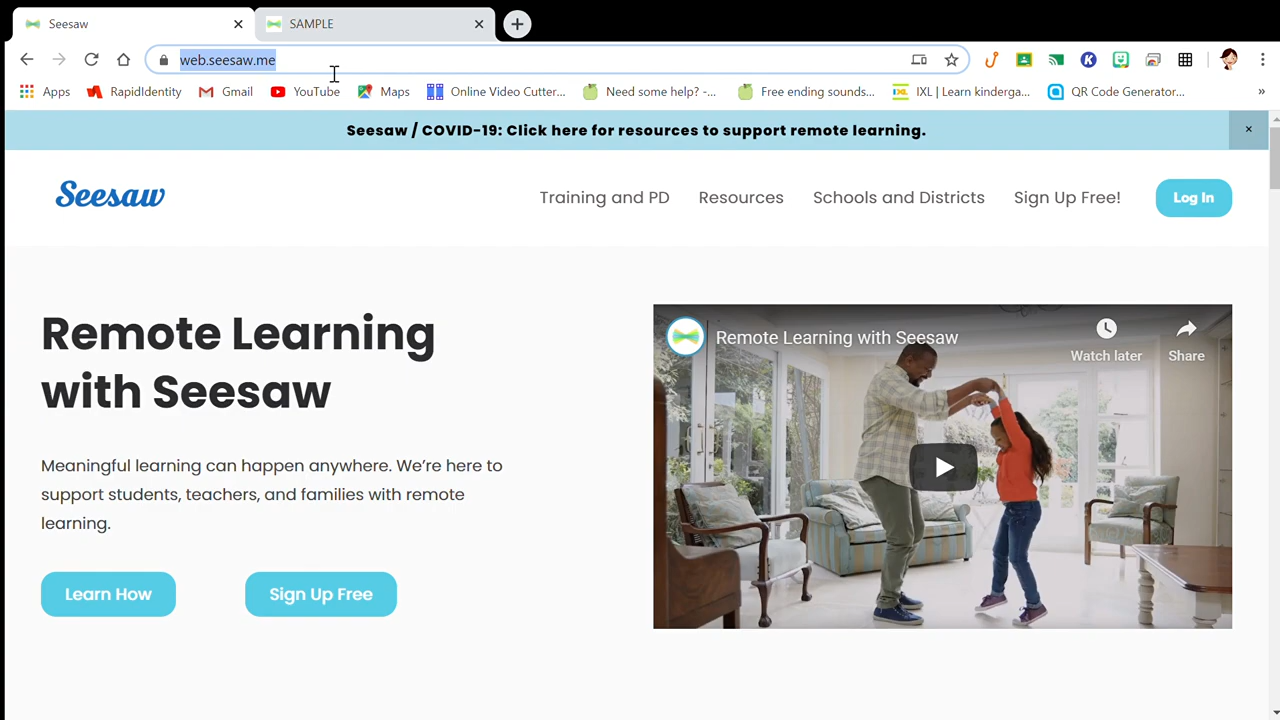 Seesaw
SAMPLE
web.seesaw.me
Apps
RapidIdentity
Gmail
YouTube
Maps
Online Video Cutter...
Need some help? -...
Free ending sounds...
IXL | Learn kinderga...
QR Code Generator...
»
Seesaw / COVID-19: Click here for resources to support remote learning.
Seesaw
Training and PD
Resources
Schools and Districts
Sign Up Free!
Log In
Remote Learning
with Seesaw
Remote Learning with Seesaw
Watch later
Share
Meaningful learning can happen anywhere. We're here to
support students, teachers, and families with remote
learning.
Learn How
Sign Up Free